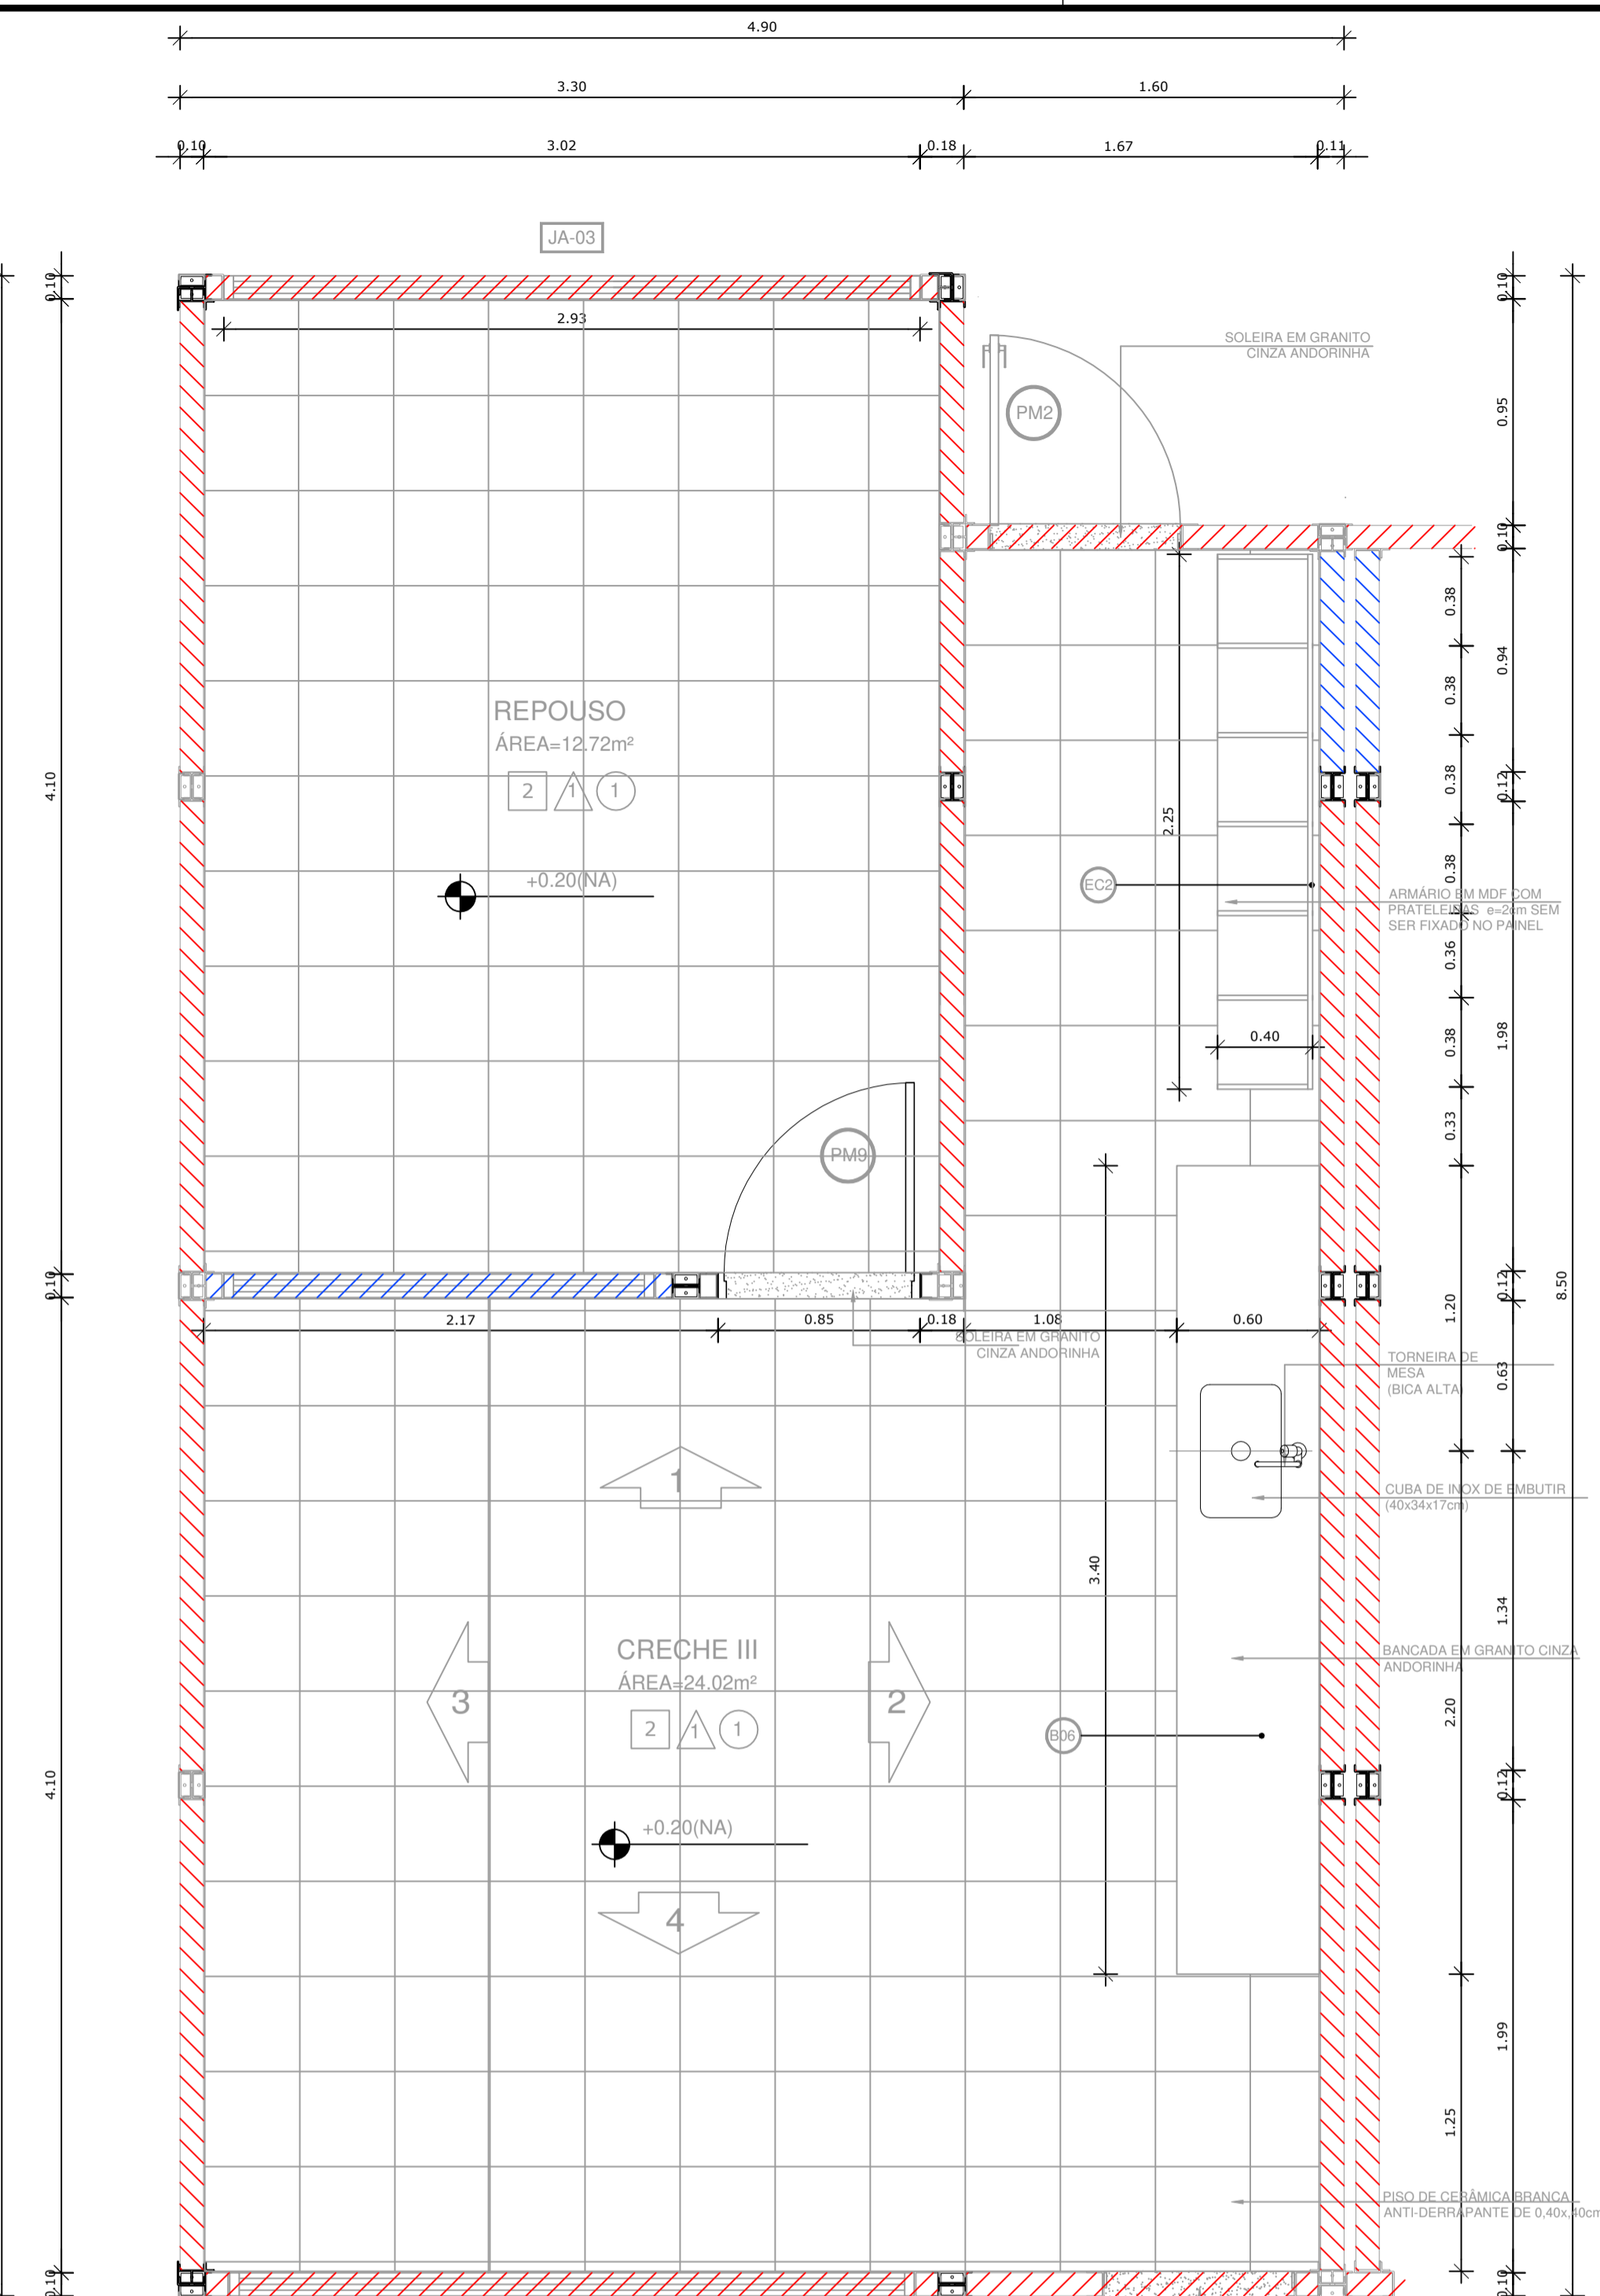 4.90
3.30
1.60
0.10
3.02
0.18
1.67
0.11
JA-03
0.10
0.10
2.93
SOLEIRA EM GRANITO
CINZA ANDORINHA
PM2
0.95
0.10
0.38
0.94
0.38
REPOUSO
ÁREA=12.72m²
2
1
1
4.10
0.38
0.12
2.25
+0.20(NA)
EC2
0.38
ARMÁRIO EM MDF COM
PRATELEIRAS e=2cm SEM
SER FIXADO NO PAINEL
0.36
0.40
0.38
1.98
0.33
PM9
0.10
0.12
8.50
2.17
0.85
0.18
1.08
0.60
1.20
SOLEIRA EM GRANITO
CINZA ANDORINHA
TORNEIRA DE
MESA
(BICA ALTA)
0.63
1
CUBA DE INOX DE EMBUTIR
(40x34x17cm)
3.40
1.34
CRECHE III
ÁREA=24.02m²
BANCADA EM GRANITO CINZA
ANDORINHA
3
2
2
1
1
B06
2.20
4.10
0.12
+0.20(NA)
4
1.99
1.25
PISO DE CERÂMICA BRANCA
ANTI-DERRAPANTE DE 0,40x,40cm
0.10
0.10